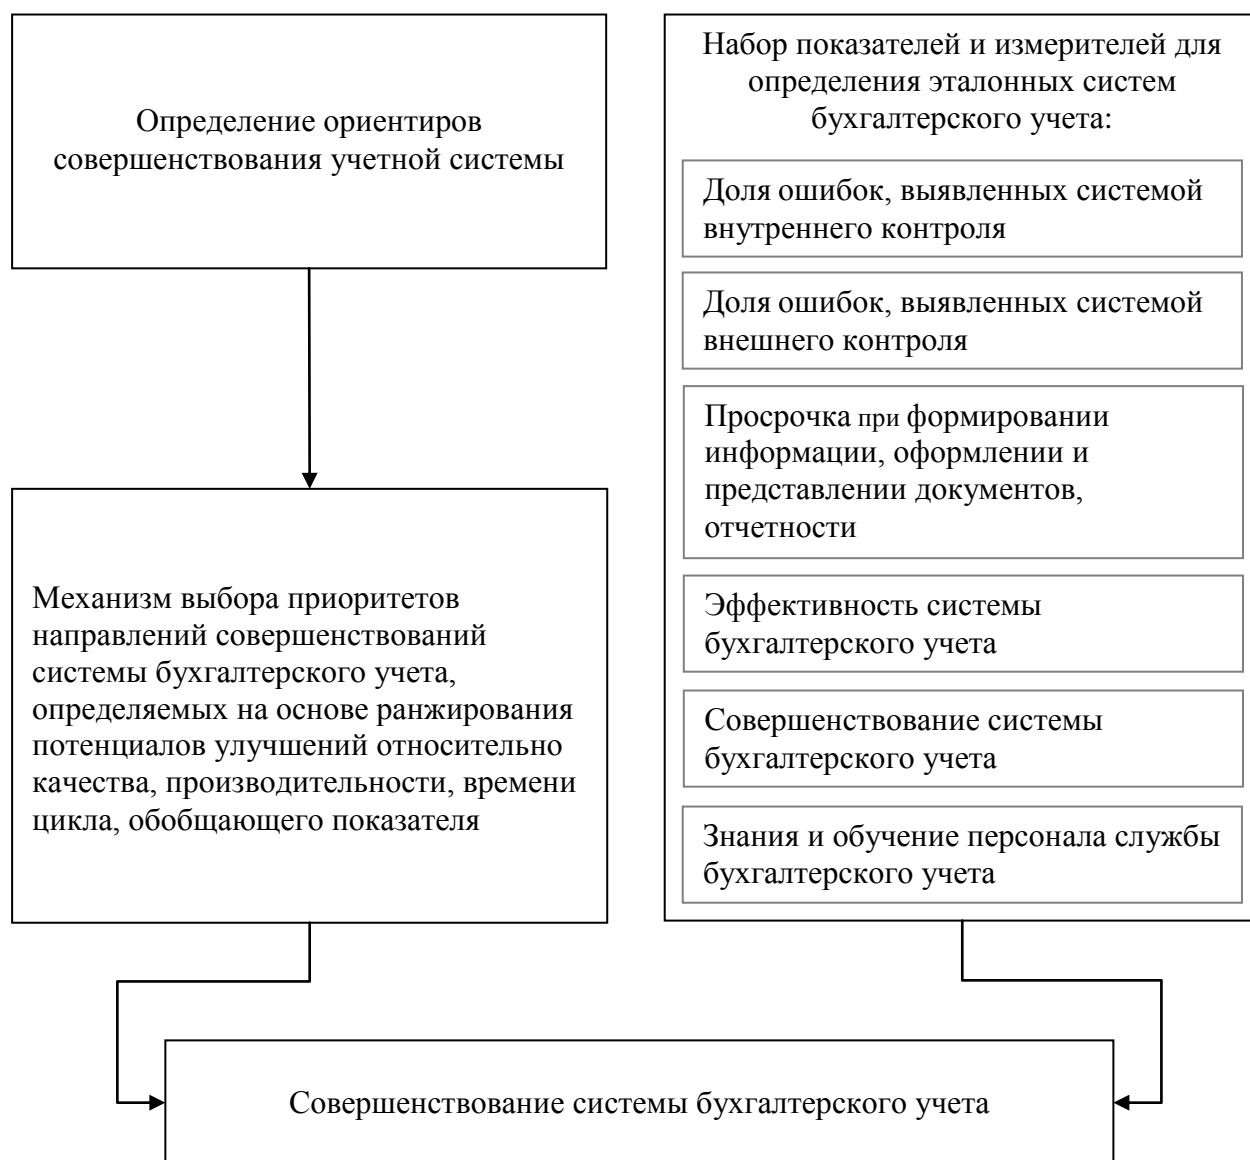 Определение ориентиров
совершенствования учетной системы
Механизм выбора приоритетов
направлений совершенствований
системы бухгалтерского учета,
определяемых на основе ранжирования
потенциалов улучшений относительно
качества, производительности, времени
цикла, обобщающего показателя
Набор показателей и измерителей для
определения эталонных систем
бухгалтерского учета:
Доля ошибок, выявленных системой
внутреннего контроля
Доля ошибок, выявленных системой
внешнего контроля
Просрочка при формировании
информации, оформлении и
представлении документов,
отчетности
Эффективность системы
бухгалтерского учета
Совершенствование системы
бухгалтерского учета
Знания и обучение персонала службы
бухгалтерского учета
Совершенствование системы бухгалтерского учета